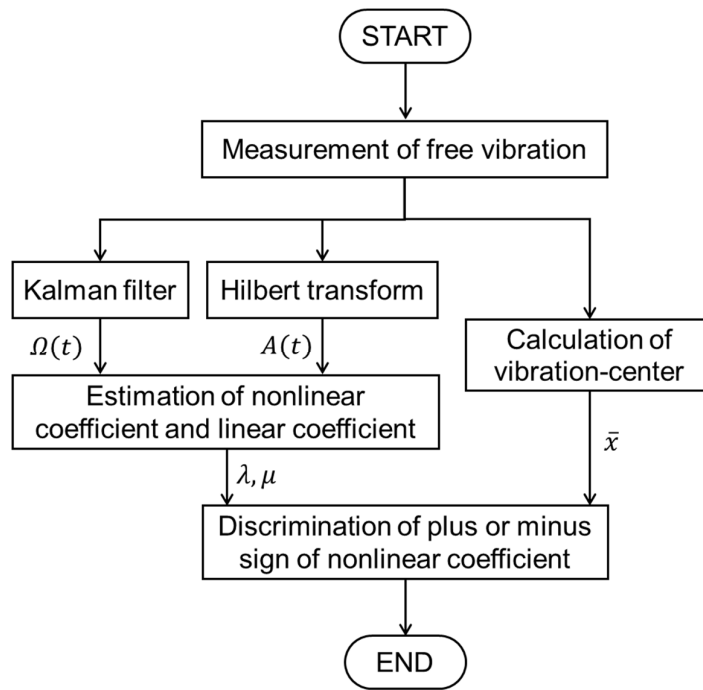 START
Measurement of free vibration
Kalman filter
Hilbert transform
Calculation of
vibration-center
Ω(t)
A(t)
Estimation of nonlinear
coefficient and linear coefficient
x̄
λ, μ
Discrimination of plus or minus
sign of nonlinear coefficient
END